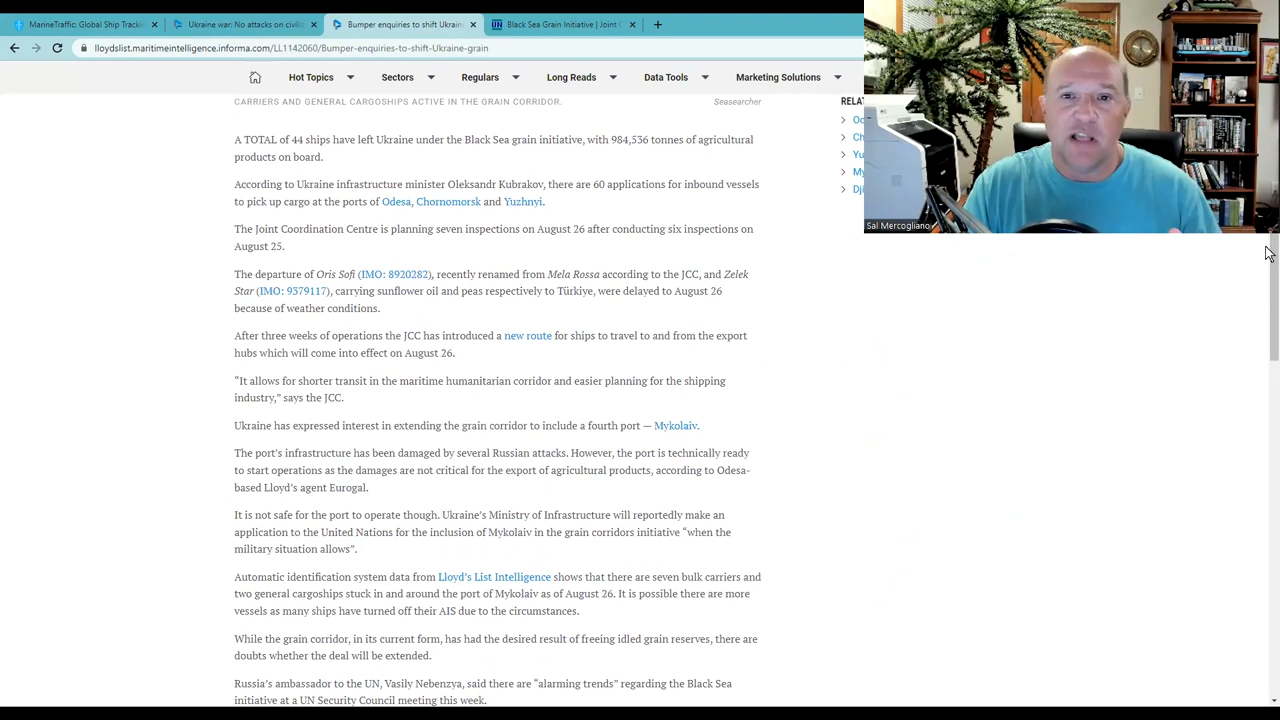 MarineTraffic: Global Ship Trackin
Ukraine war: No attacks on civilia
Bumper enquiries to shift Ukrain
Black Sea Grain Initiative | Joint C
lloydslist.maritimeintelligence.informa.com/LL1142060/Bumper-enquiries-to-shift-Ukraine-grain
Hot Topics
Sectors
Regulars
Long Reads
Data Tools
Marketing Solutions
CARRIERS AND GENERAL CARGOSHIPS ACTIVE IN THE GRAIN CORRIDOR.
Seasearcher
RELA
Oc
Ch
Yu
My
Dji
Sal Mercogliano
A TOTAL of 44 ships have left Ukraine under the Black Sea grain initiative, with 984,536 tonnes of agricultural
products on board.
According to Ukraine infrastructure minister Oleksandr Kubrakov, there are 60 applications for inbound vessels
to pick up cargo at the ports of Odesa, Chornomorsk and Yuzhnyi.
The Joint Coordination Centre is planning seven inspections on August 26 after conducting six inspections on
August 25.
The departure of Oris Sofi (IMO: 8920282), recently renamed from Mela Rossa according to the JCC, and Zelek
Star (IMO: 9379117), carrying sunflower oil and peas respectively to Türkiye, were delayed to August 26
because of weather conditions.
After three weeks of operations the JCC has introduced a new route for ships to travel to and from the export
hubs which will come into effect on August 26.
“It allows for shorter transit in the maritime humanitarian corridor and easier planning for the shipping
industry,” says the JCC.
Ukraine has expressed interest in extending the grain corridor to include a fourth port — Mykolaiv.
The port’s infrastructure has been damaged by several Russian attacks. However, the port is technically ready
to start operations as the damages are not critical for the export of agricultural products, according to Odesa-
based Lloyd’s agent Eurogal.
It is not safe for the port to operate though. Ukraine’s Ministry of Infrastructure will reportedly make an
application to the United Nations for the inclusion of Mykolaiv in the grain corridors initiative “when the
military situation allows”.
Automatic identification system data from Lloyd’s List Intelligence shows that there are seven bulk carriers and
two general cargoships stuck in and around the port of Mykolaiv as of August 26. It is possible there are more
vessels as many ships have turned off their AIS due to the circumstances.
While the grain corridor, in its current form, has had the desired result of freeing idled grain reserves, there are
doubts whether the deal will be extended.
Russia’s ambassador to the UN, Vasily Nebenzya, said there are “alarming trends” regarding the Black Sea
initiative at a UN Security Council meeting this week.